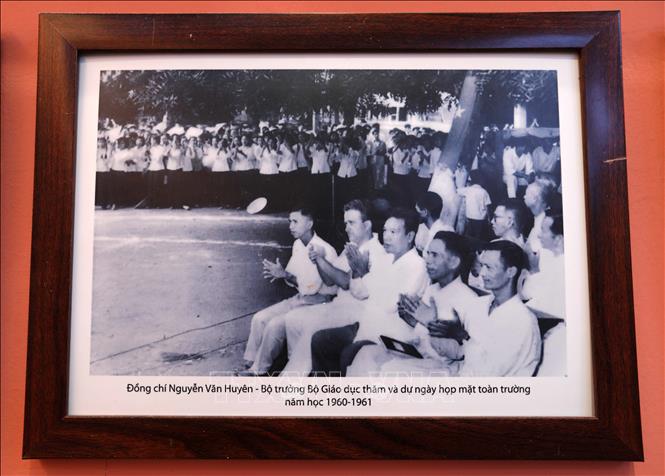 Đồng chí Nguyễn Văn Huyên - Bộ trưởng Bộ Giáo dục thăm và dự ngày họp mặt toàn trường
năm học 1960-1961